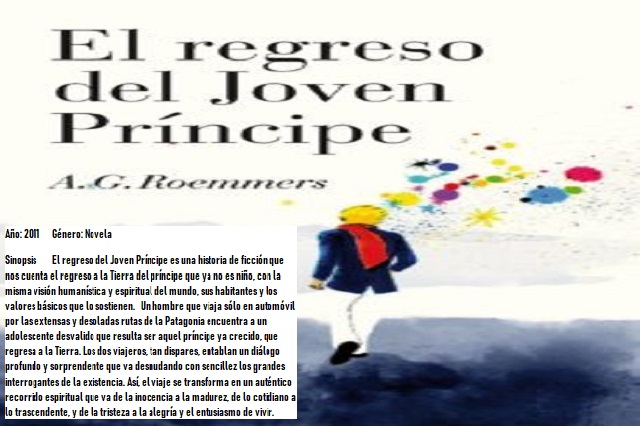 El regreso
del Joven
Príncipe
A.G. Roemmers
Año: 2011 Género: Novela
Sinopsis El regreso del Joven Príncipe es una historia de ficción que
nos cuenta el regreso a la Tierra del príncipe que ya no es niño, con la
misma visión humanística y espiritual del mundo, sus habitantes y los
valores básicos que lo sostienen. Un hombre que viaja sólo en automóvil
por las extensas y desoladas rutas de la Patagonia encuentra a un
adolescente desvalido que resulta ser aquel príncipe ya crecido, que
regresa a la Tierra. Los dos viajeros, tan dispares, entablan un diálogo
profundo y sorprendente que va desnudando con sencillez los grandes
interrogantes de la existencia. Así, el viaje se transforma en un auténtico
recorrido espiritual que va de la inocencia a la madurez, de lo cotidiano a
lo trascendente, y de la tristeza a la alegría y el entusiasmo de vivir.